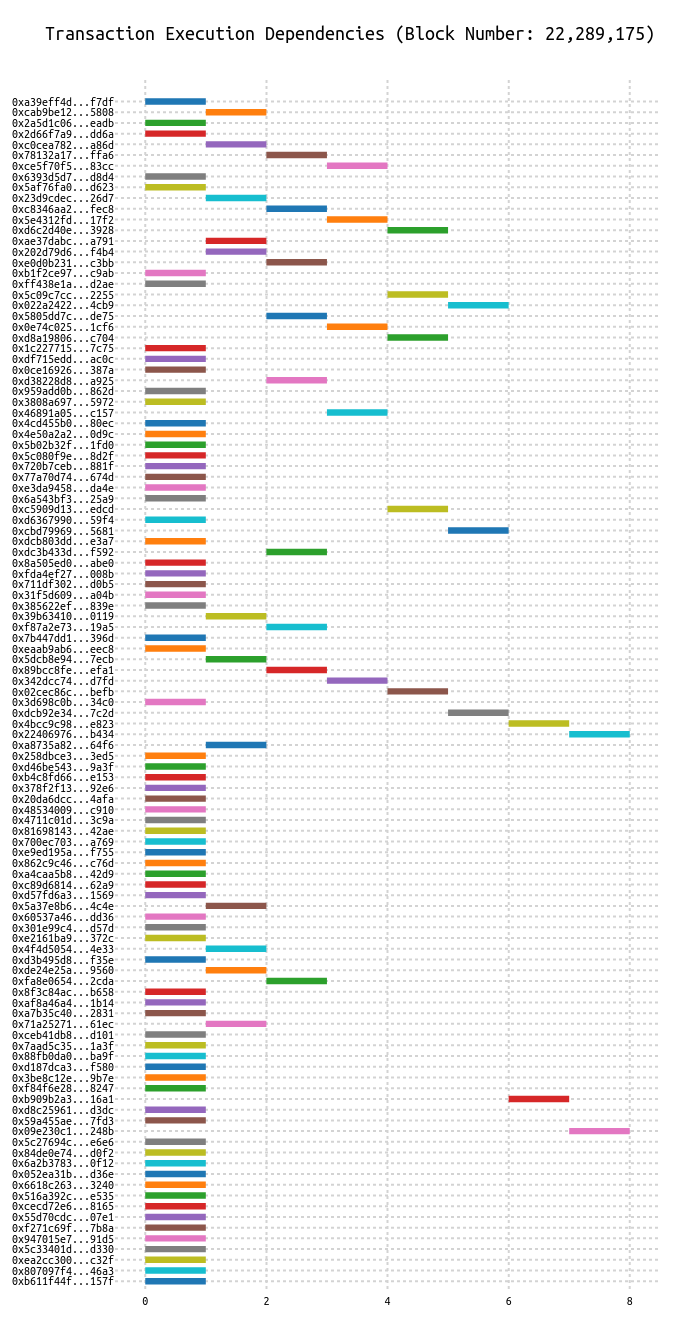 Transaction Execution Dependencies (Block Number: 22,289,175)
0xa39eff4d...f7df
0xcab9be12...5808
0x2a5d1c06...eadb
0x2d66f7a9...dd6a
0xc0cea782...a86d
0x78132a17...ffa6
0xce5f70f5...83cc
0x6393d5d7...d8d4
0x5af76fa0...d623
0x23d9cdec...26d7
0xc8346aa2...fec8
0x5e4312fd...17f2
0xd6c2d40e...3928
0xae37dabc...a791
0x202d79d6...f4b4
0xe0d0b231...c3bb
0xb1f2ce97...c9ab
0xff438e1a...d2ae
0x5c09c7cc...2255
0x022a2422...4cb9
0x5805dd7c...de75
0x0e74c025...1cf6
0xd8a19806...c704
0x1c227715...7c75
0xdf715edd...ac0c
0x0ce16926...387a
0xd38228d8...a925
0x959add0b...862d
0x3808a697...5972
0x46891a05...c157
0x4cd455b0...80ec
0x4e50a2a2...0d9c
0x5b02b32f...1fd0
0x5c080f9e...8d2f
0x720b7ceb...881f
0x77a70d74...674d
0xe3da9458...da4e
0x6a543bf3...25a9
0xc5909d13...edcd
0xd6367990...59f4
0xcbd79969...5681
0xdcb803dd...e3a7
0xdc3b433d...f592
0x8a505ed0...abe0
0xfda4ef27...008b
0x711df302...d0b5
0x31f5d609...a04b
0x385622ef...839e
0x39b63410...0119
0xf87a2e73...19a5
0x7b447dd1...396d
0xeaab9ab6...eec8
0x5dcb8e94...7ecb
0x89bcc8fe...efa1
0x342dcc74...d7fd
0x02cec86c...befb
0x3d698c0b...34c0
0xdcb92e34...7c2d
0x4bcc9c98...e823
0x22406976...b434
0xa8735a82...64f6
0x258dbce3...3ed5
0xd46be543...9a3f
0xb4c8fd66...e153
0x378f2f13...92e6
0x20da6dcc...4afa
0x48534009...c910
0x4711c01d...3c9a
0x81698143...42ae
0x700ec703...a769
0xe9ed195a...f755
0x862c9c46...c76d
0xa4caa5b8...42d9
0xc89d6814...62a9
0xd57fd6a3...1569
0x5a37e8b6...4c4e
0x60537a46...dd36
0x301e99c4...d57d
0xe2161ba9...372c
0x4f4d5054...4e33
0xd3b495d8...f35e
0xde24e25a...9560
0xfa8e0654...2cda
0x8f3c84ac...b658
0xaf8a46a4...1b14
0xa7b35c40...2831
0x71a25271...61ec
0xceb41db8...d101
0x7aad5c35...1a3f
0x88fb0da0...ba9f
0xd187dca3...f580
0x3be8c12e...9b7e
0xf84f6e28...8247
0xb909b2a3...16a1
0xd8c25961...d3dc
0x59a455ae...7fd3
0x09e230c1...248b
0x5c27694c...e6e6
0x84de0e74...d0f2
0x6a2b3783...0f12
0x052ea31b...d36e
0x6618c263...3240
0x516a392c...e535
0xcecd72e6...8165
0x55d70cdc...07e1
0xf271c69f...7b8a
0x947015e7...91d5
0x5c33401d...d330
0xea2cc300...c32f
0x807097f4...46a3
0xb611f44f...157f
0 2 4 6 8